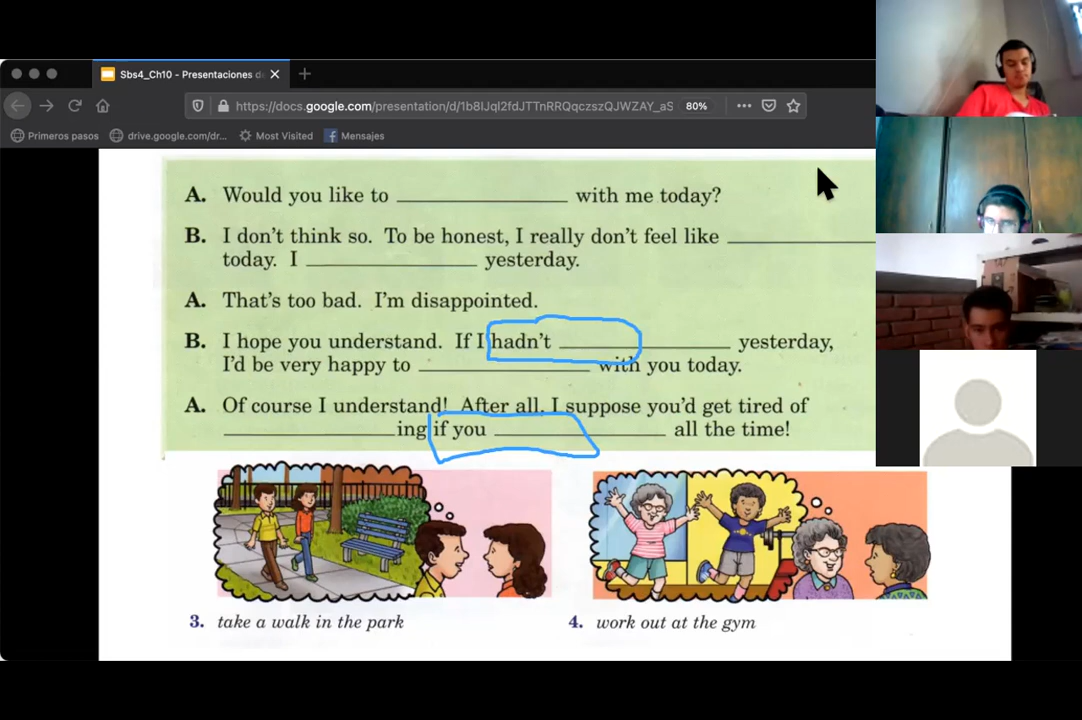 Sbs4_Ch10 - Presentaciones d
https://docs.google.com/presentation/d/1b8IJqI2fdJTTnRRQqczszQJWZAY_aS 80%
Primeros pasos drive.google.com/dr... Most Visited Mensajes
A. Would you like to ____________ with me today?
B. I don't think so. To be honest, I really don't feel like ____________
today. I ____________ yesterday.
A. That's too bad. I'm disappointed.
B. I hope you understand. If I hadn't ____________ yesterday,
I'd be very happy to ____________ with you today.
A. Of course I understand! After all, I suppose you'd get tired of
____________ing if you ____________ all the time!
3. take a walk in the park
4. work out at the gym